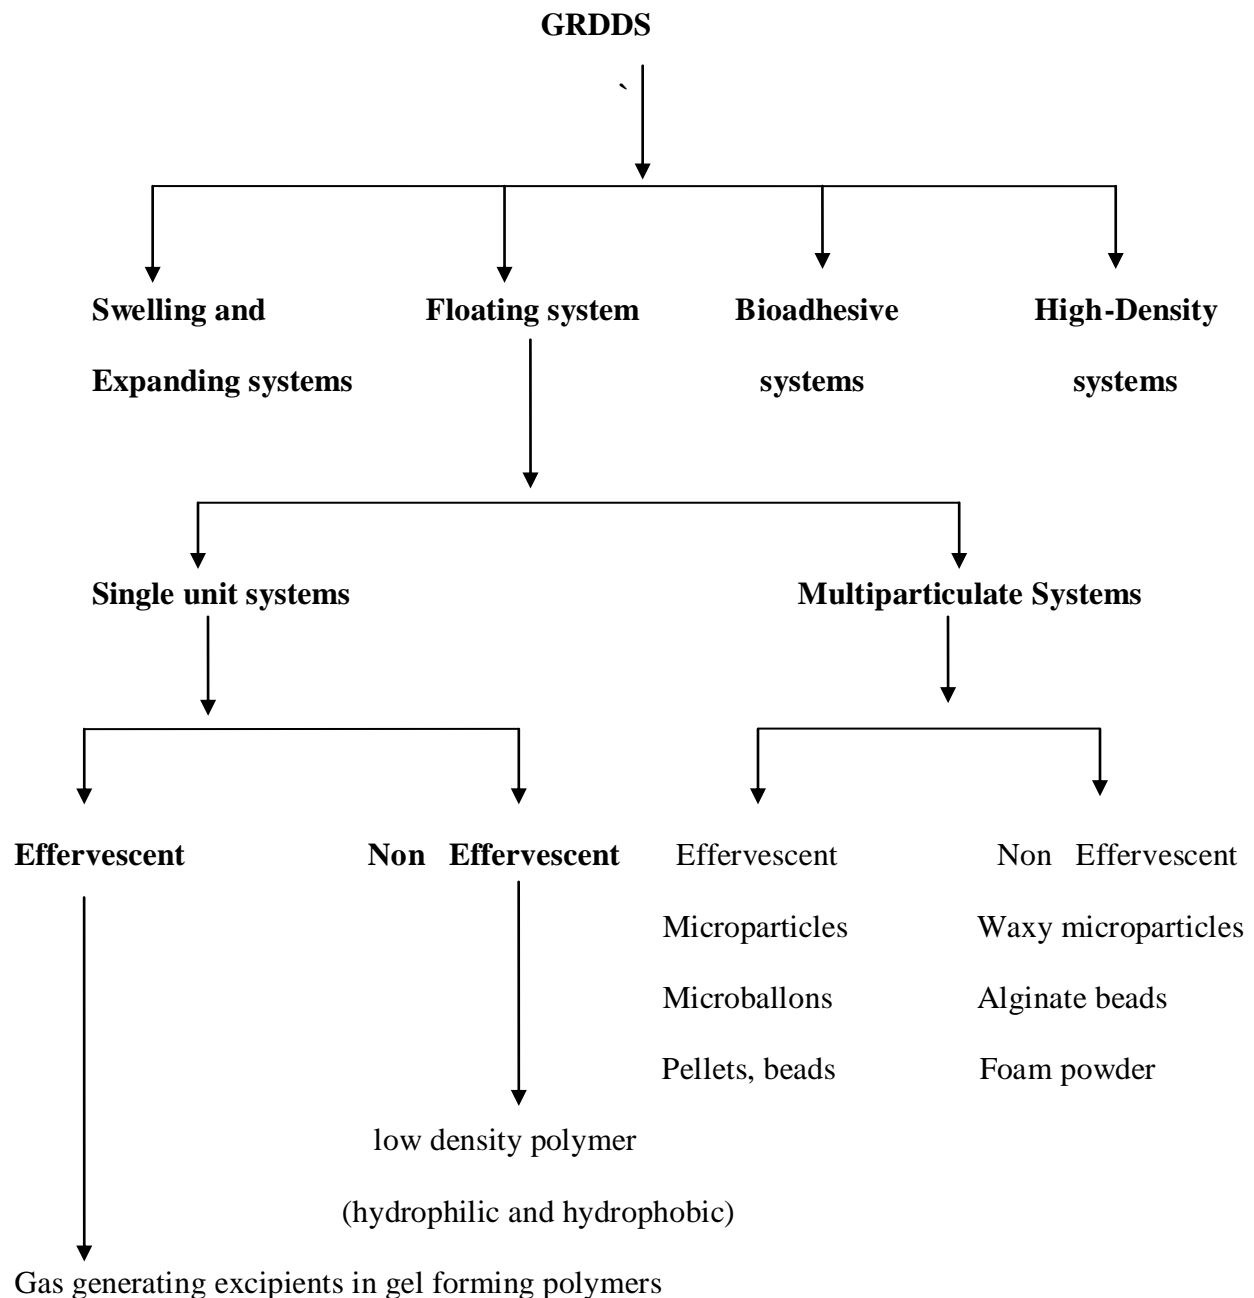 GRDDS
`
Swelling and Floating system Bioadhesive High-Density
Expanding systems systems systems
Single unit systems Multiparticulate Systems
Effervescent Non Effervescent Effervescent Non Effervescent
Microparticles Waxy microparticles
Microballons Alginate beads
Pellets, beads Foam powder
low density polymer
(hydrophilic and hydrophobic)
Gas generating excipients in gel forming polymers